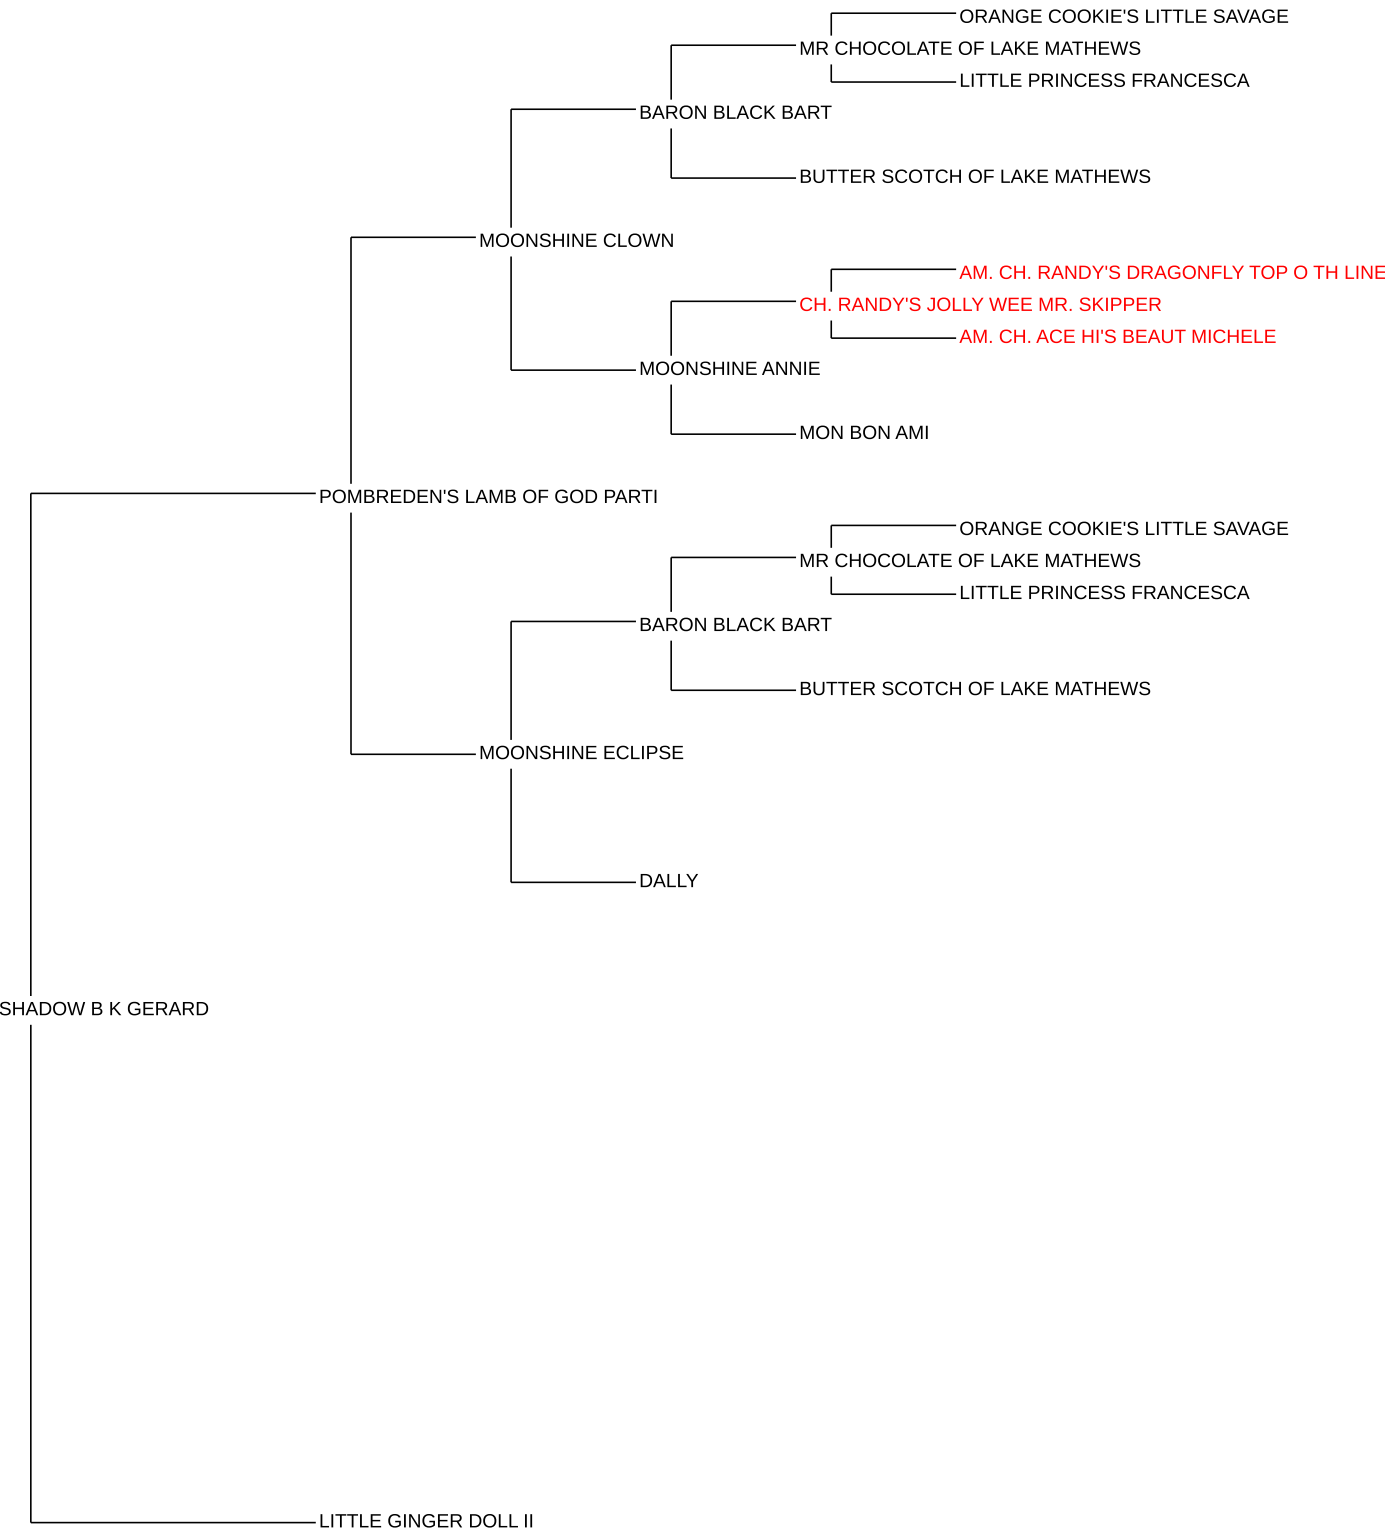 ORANGE COOKIE'S LITTLE SAVAGE
MR CHOCOLATE OF LAKE MATHEWS
LITTLE PRINCESS FRANCESCA
BARON BLACK BART
BUTTER SCOTCH OF LAKE MATHEWS
MOONSHINE CLOWN
AM. CH. RANDY'S DRAGONFLY TOP O TH LINE
CH. RANDY'S JOLLY WEE MR. SKIPPER
AM. CH. ACE HI'S BEAUT MICHELE
MOONSHINE ANNIE
MON BON AMI
POMBREDEN'S LAMB OF GOD PARTI
ORANGE COOKIE'S LITTLE SAVAGE
MR CHOCOLATE OF LAKE MATHEWS
LITTLE PRINCESS FRANCESCA
BARON BLACK BART
BUTTER SCOTCH OF LAKE MATHEWS
MOONSHINE ECLIPSE
DALLY
SHADOW B K GERARD
LITTLE GINGER DOLL II